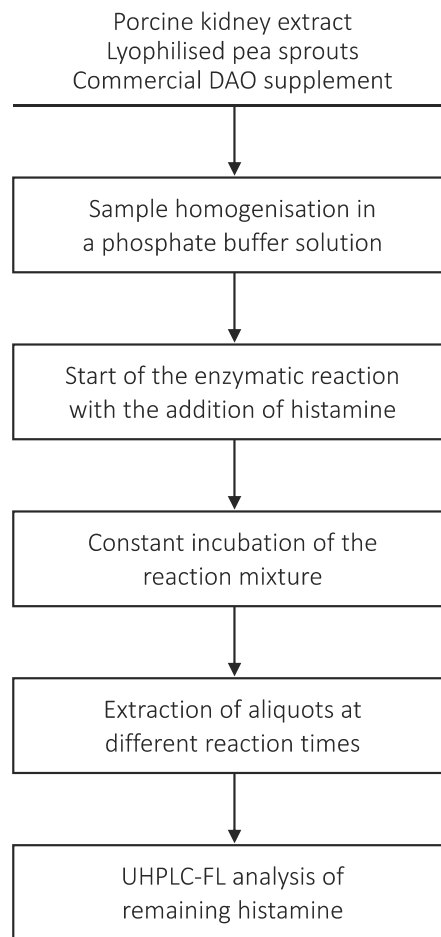 Porcine kidney extract
Lyophilised pea sprouts
Commercial DAO supplement
Sample homogenisation in
a phosphate buffer solution
Start of the enzymatic reaction
with the addition of histamine
Constant incubation of the
reaction mixture
Extraction of aliquots at
different reaction times
UHPLC-FL analysis of
remaining histamine